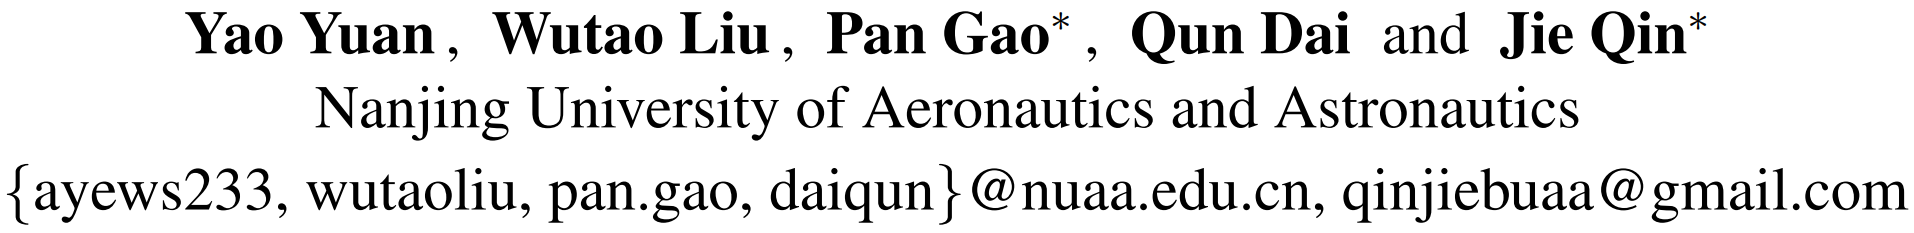 Yao Yuan, Wutao Liu, Pan Gao*, Qun Dai and Jie Qin*
Nanjing University of Aeronautics and Astronautics
{ayews233, wutaoliu, pan.gao, daiqun}@nuaa.edu.cn, qinjiebuaa@gmail.com